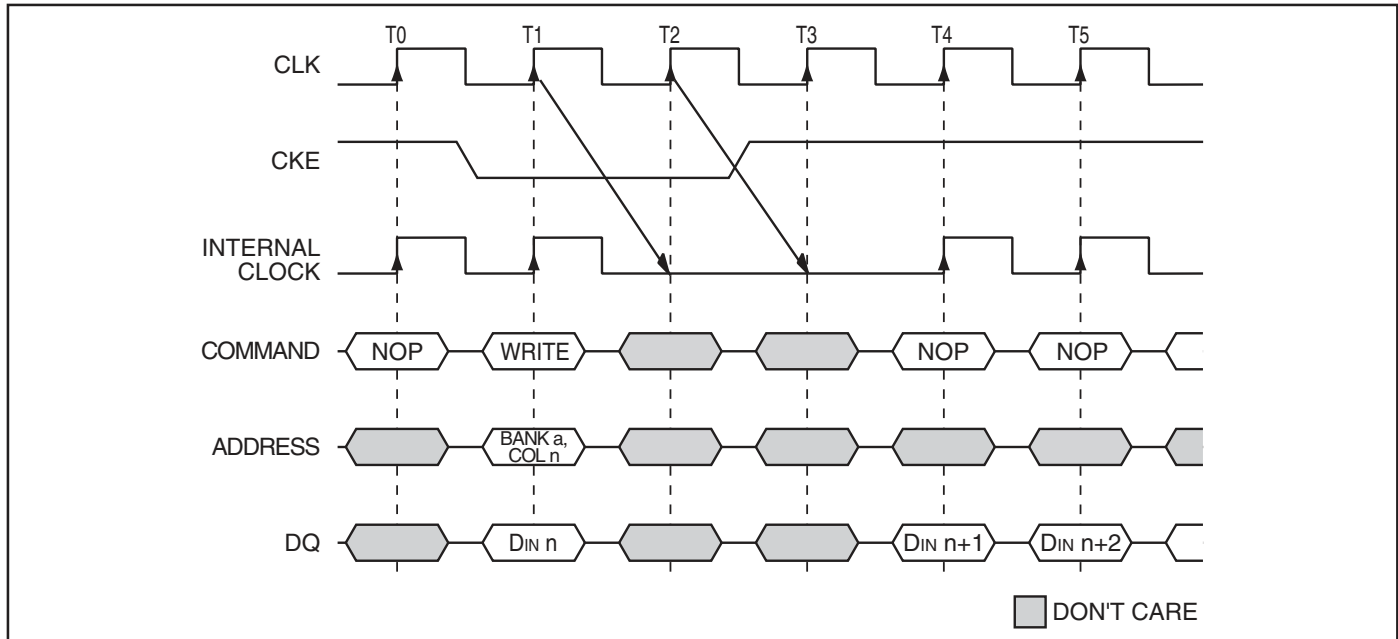 T0 T1 T2 T3 T4 T5
CLK
CKE
INTERNAL
CLOCK
COMMAND NOP WRITE NOP NOP
ADDRESS BANK a,
COL n
DQ DIN n DIN n+1 DIN n+2
DON'T CARE